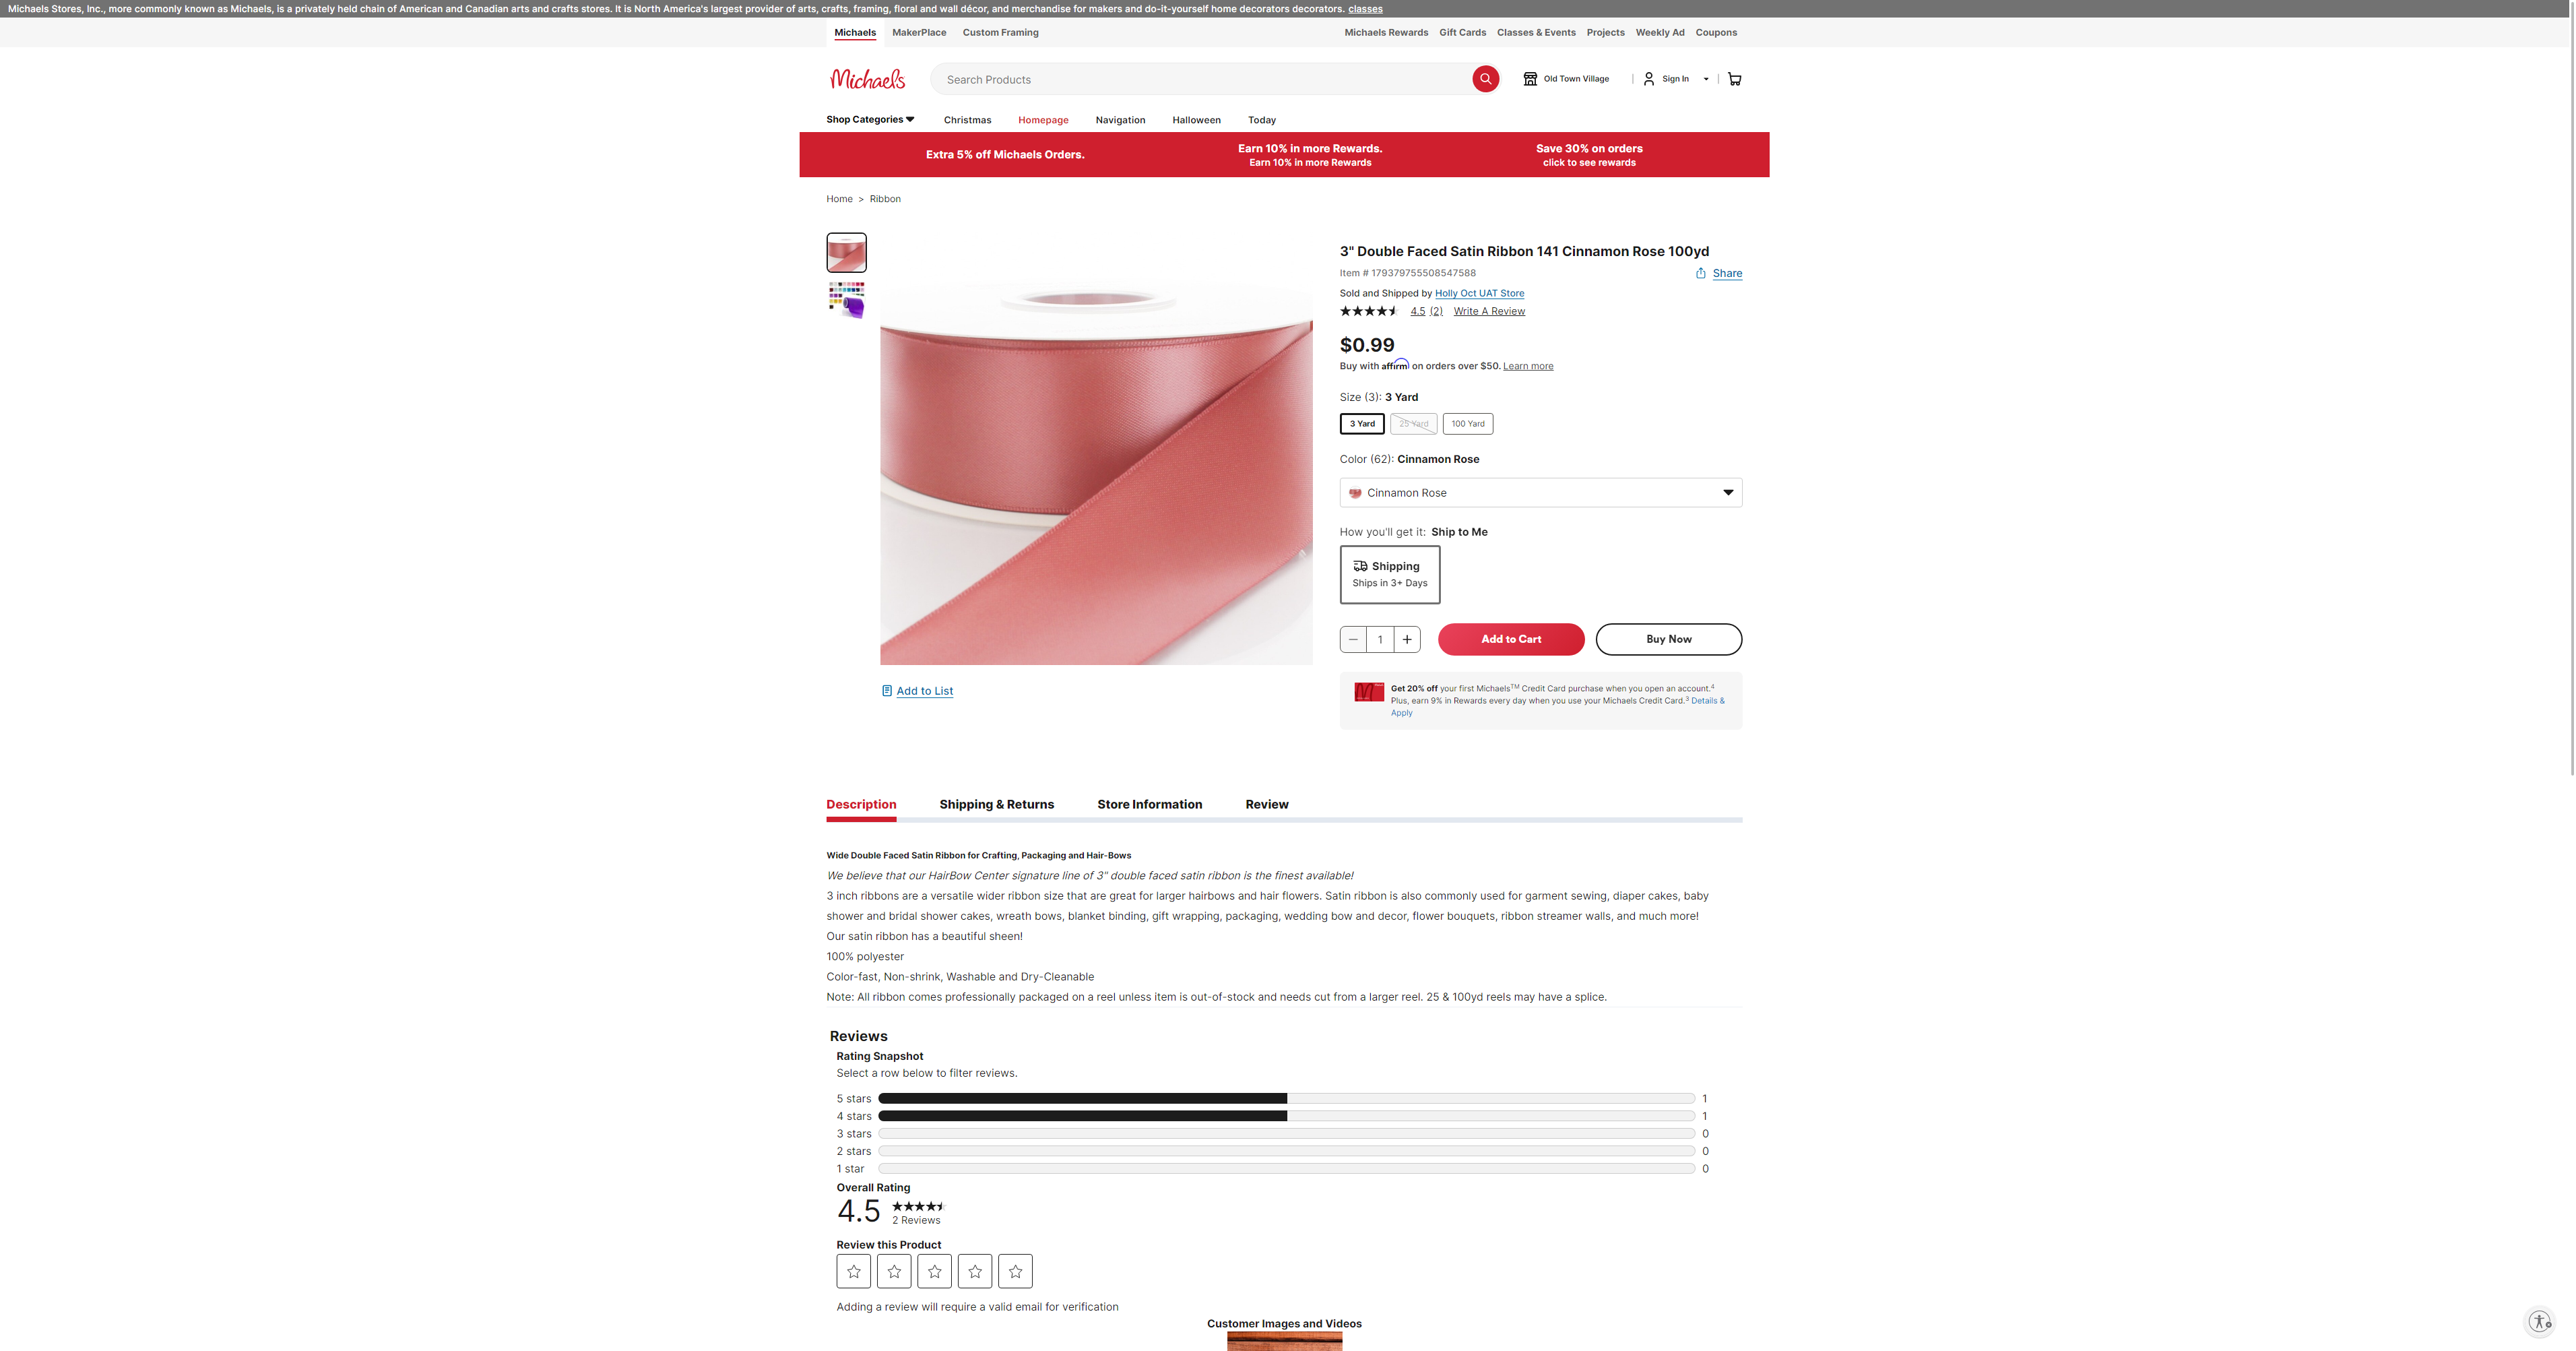 Michaels Stores, Inc., more commonly known as Michaels, is a privately held chain of American and Canadian arts and crafts stores. It is North America's largest provider of arts, crafts, framing, floral and wall décor, and merchandise for makers and do-it-yourself home decorators decorators. classes
Michaels MakerPlace Custom Framing Michaels Rewards Gift Cards Classes & Events Projects Weekly Ad Coupons
Michaels Search Products Old Town Village | Sign In |
Shop Categories Christmas Homepage Navigation Halloween Today
Extra 5% off Michaels Orders.
Earn 10% in more Rewards.
Earn 10% in more Rewards
Save 30% on orders
click to see rewards
Home > Ribbon
3" Double Faced Satin Ribbon 141 Cinnamon Rose 100yd
Item # 179379755508547588
Share
Sold and Shipped by Holly Oct UAT Store
4.5 (2) Write A Review
$0.99
Buy with affirm on orders over $50. Learn more
Size (3): 3 Yard
3 Yard 25 Yard 100 Yard
Color (62): Cinnamon Rose
Cinnamon Rose
How you'll get it: Ship to Me
Shipping
Ships in 3+ Days
1 Add to Cart Buy Now
Add to List
Get 20% off your first Michaels™ Credit Card purchase when you open an account.⁴
Plus, earn 9% in Rewards every day when you use your Michaels Credit Card.³ Details &
Apply
Description Shipping & Returns Store Information Review
Wide Double Faced Satin Ribbon for Crafting, Packaging and Hair-Bows
We believe that our HairBow Center signature line of 3" double faced satin ribbon is the finest available!
3 inch ribbons are a versatile wider ribbon size that are great for larger hairbows and hair flowers. Satin ribbon is also commonly used for garment sewing, diaper cakes, baby
shower and bridal shower cakes, wreath bows, blanket binding, gift wrapping, packaging, wedding bow and decor, flower bouquets, ribbon streamer walls, and much more!
Our satin ribbon has a beautiful sheen!
100% polyester
Color-fast, Non-shrink, Washable and Dry-Cleanable
Note: All ribbon comes professionally packaged on a reel unless item is out-of-stock and needs cut from a larger reel. 25 & 100yd reels may have a splice.
Reviews
Rating Snapshot
Select a row below to filter reviews.
5 stars 1
4 stars 1
3 stars 0
2 stars 0
1 star 0
Overall Rating
4.5
2 Reviews
Review this Product
Adding a review will require a valid email for verification
Customer Images and Videos